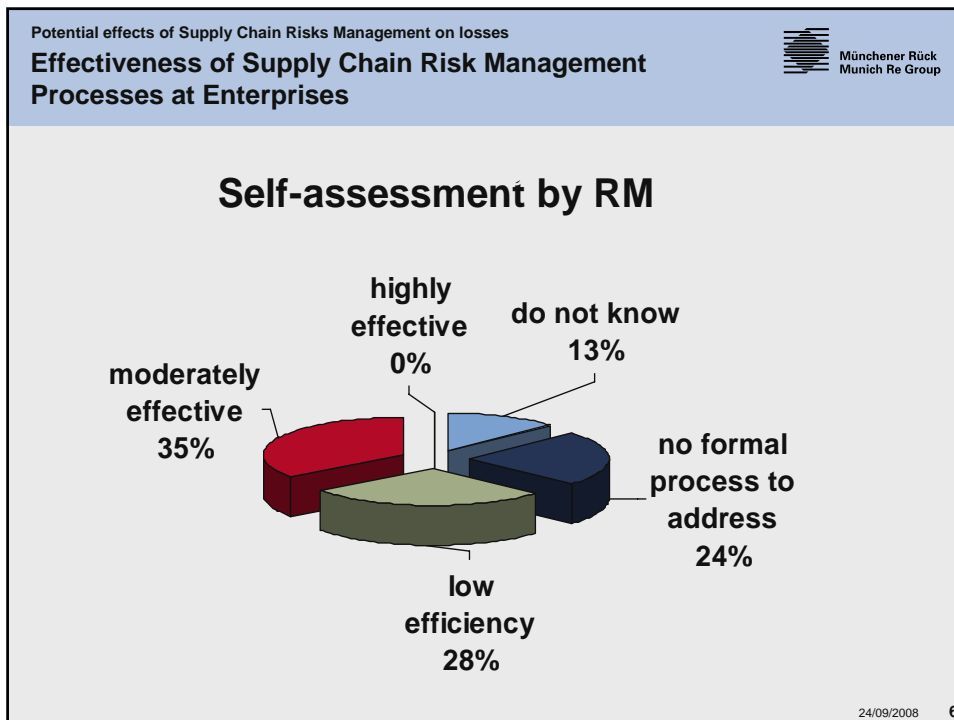 Potential effects of Supply Chain Risks Management on losses
Effectiveness of Supply Chain Risk Management
Processes at Enterprises
Münchener Rück
Munich Re Group
Self-assessment by RM
highly
effective
0%
do not know
13%
moderately
effective
35%
no formal
process to
address
24%
low
efficiency
28%
24/09/2008 6